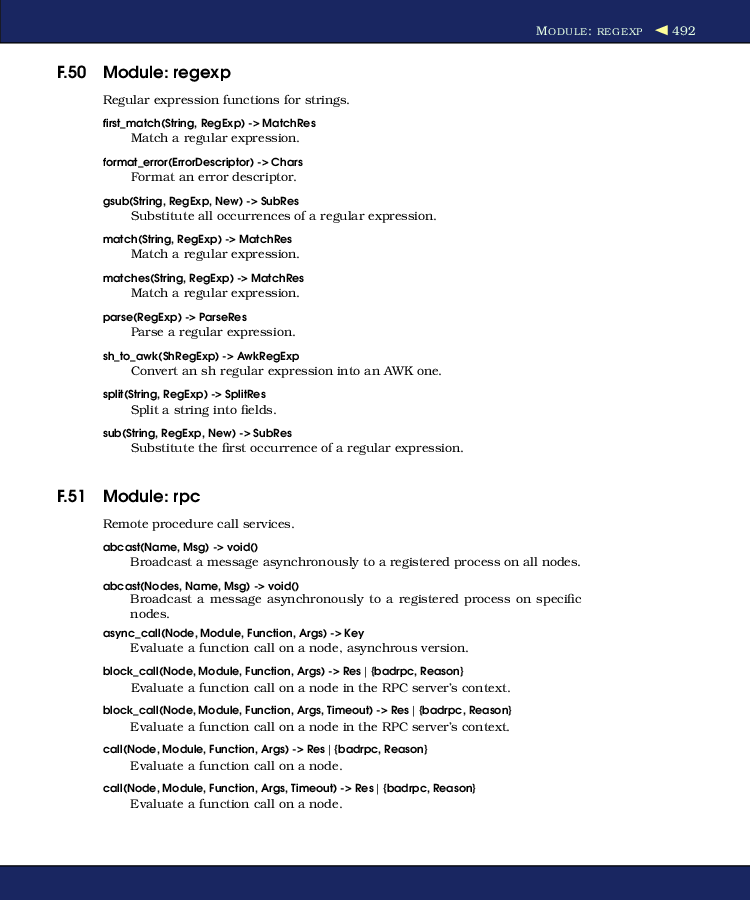 MODULE: REGEXP ◀ 492
F.50 Module: regexp
Regular expression functions for strings.
first_match(String, RegExp) -> MatchRes
Match a regular expression.
format_error(ErrorDescriptor) -> Chars
Format an error descriptor.
gsub(String, RegExp, New) -> SubRes
Substitute all occurrences of a regular expression.
match(String, RegExp) -> MatchRes
Match a regular expression.
matches(String, RegExp) -> MatchRes
Match a regular expression.
parse(RegExp) -> ParseRes
Parse a regular expression.
sh_to_awk(ShRegExp) -> AwkRegExp
Convert an sh regular expression into an AWK one.
split(String, RegExp) -> SplitRes
Split a string into fields.
sub(String, RegExp, New) -> SubRes
Substitute the first occurrence of a regular expression.
F.51 Module: rpc
Remote procedure call services.
abcast(Name, Msg) -> void()
Broadcast a message asynchronously to a registered process on all nodes.
abcast(Nodes, Name, Msg) -> void()
Broadcast a message asynchronously to a registered process on specific
nodes.
async_call(Node, Module, Function, Args) -> Key
Evaluate a function call on a node, asynchrous version.
block_call(Node, Module, Function, Args) -> Res | {badrpc, Reason}
Evaluate a function call on a node in the RPC server's context.
block_call(Node, Module, Function, Args, Timeout) -> Res | {badrpc, Reason}
Evaluate a function call on a node in the RPC server's context.
call(Node, Module, Function, Args) -> Res | {badrpc, Reason}
Evaluate a function call on a node.
call(Node, Module, Function, Args, Timeout) -> Res | {badrpc, Reason}
Evaluate a function call on a node.